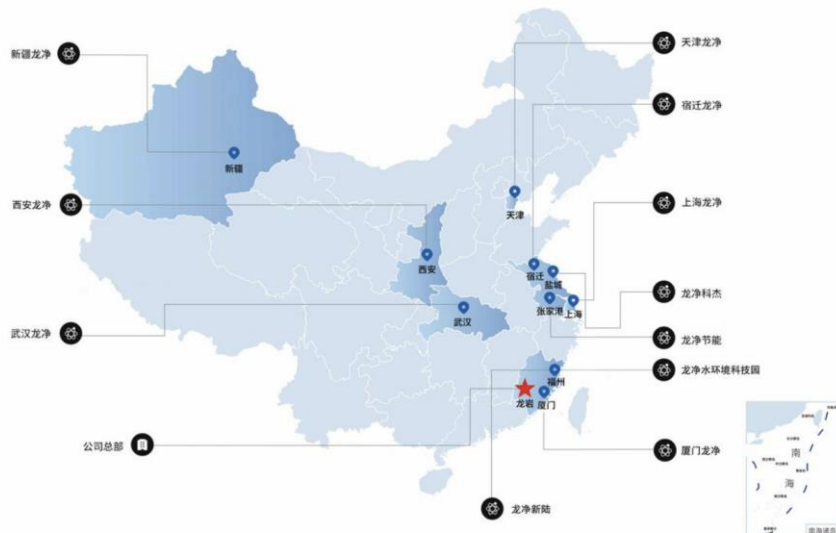 新疆龙净
天津龙净
宿迁龙净
新疆
西安龙净
上海龙净
天津
西安
宿迁
盐城
龙净科杰
张家港
上海
武汉
武汉龙净
龙净节能
龙净水环境科技园
福州
龙岩
厦门
公司总部
厦门龙净
南
海
龙净新陆
南海诸岛